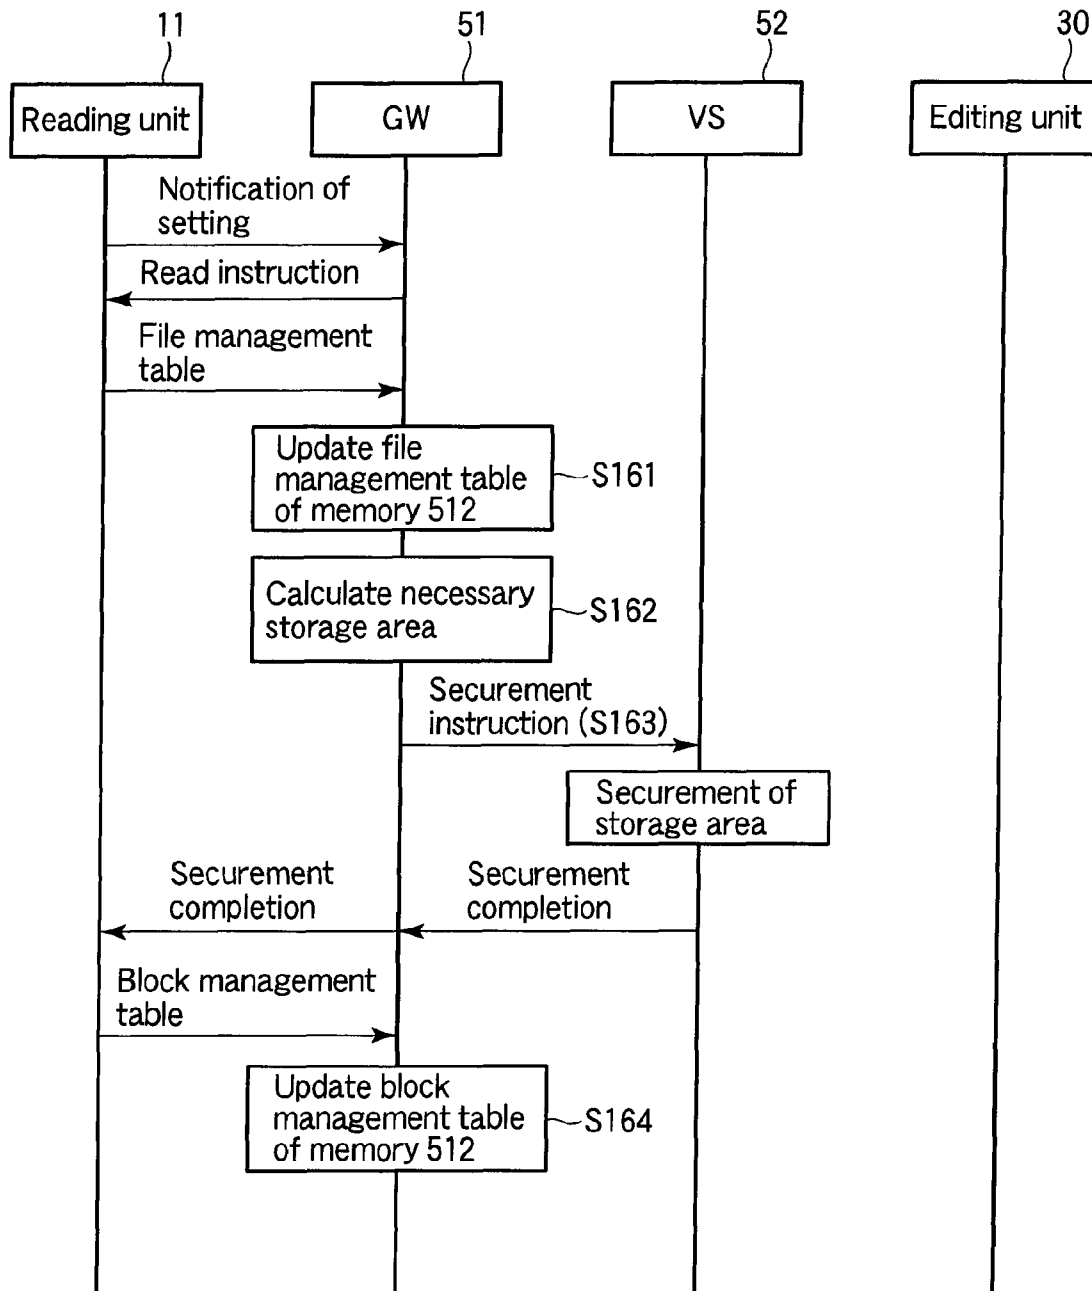 11
51
52
30
Reading unit
GW
VS
Editing unit
Notification of
setting
Read instruction
File management
table
Update file
management table
of memory 512
S161
Calculate necessary
storage area
S162
Securement
instruction (S163)
Securement of
storage area
Securement
completion
Securement
completion
Block management
table
Update block
management table
of memory 512
S164